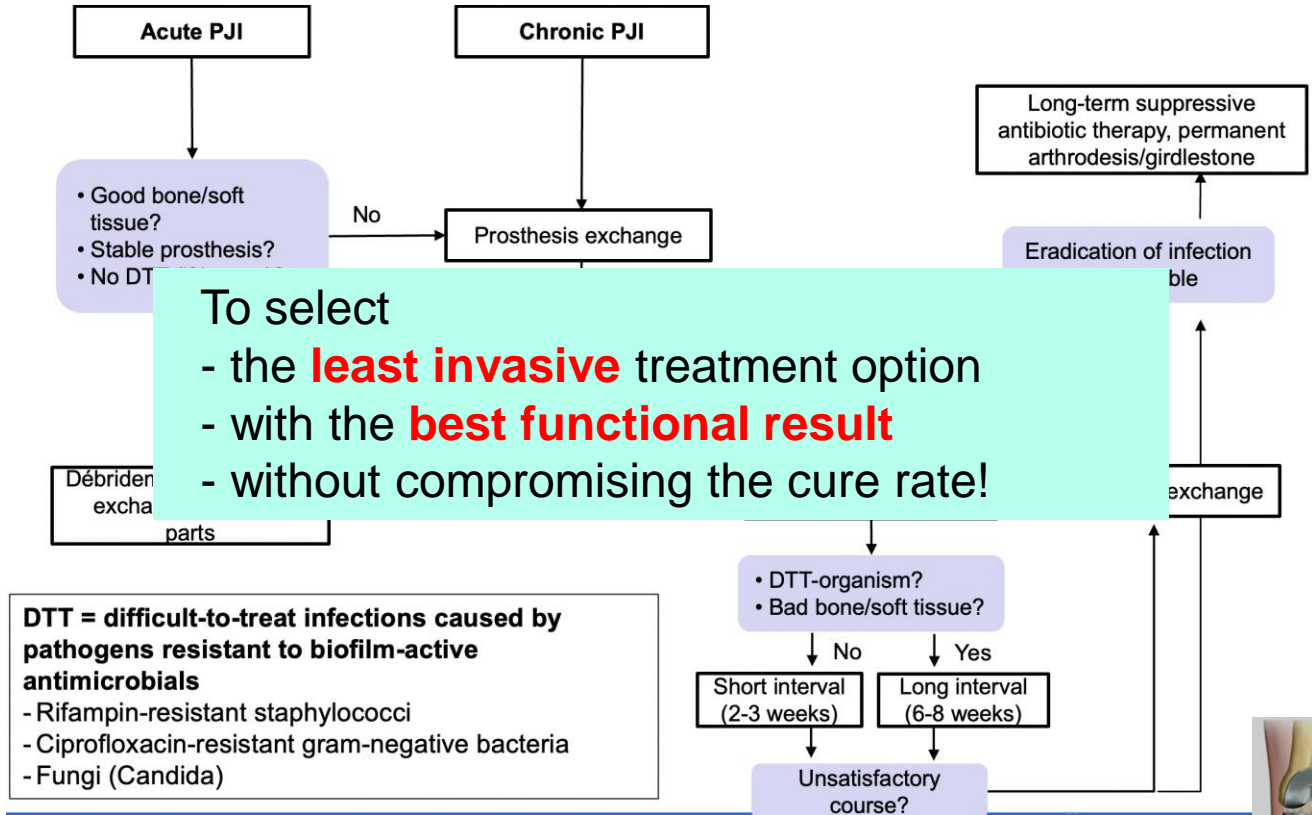 Acute PJI
Chronic PJI
Long-term suppressive
antibiotic therapy, permanent
arthrodesis/girdlestone
• Good bone/soft
tissue?
• Stable prosthesis?
• No
No
Prosthesis exchange
Eradication of infection
To select
- the least invasive treatment option
- with the best functional result
- without compromising the cure rate!
parts
exchange
• DTT-organism?
• Bad bone/soft tissue?
No
Yes
Short interval
(2-3 weeks)
Long interval
(6-8 weeks)
Unsatisfactory
course?
DTT = difficult-to-treat infections caused by
pathogens resistant to biofilm-active
antimicrobials
- Rifampin-resistant staphylococci
- Ciprofloxacin-resistant gram-negative bacteria
- Fungi (Candida)